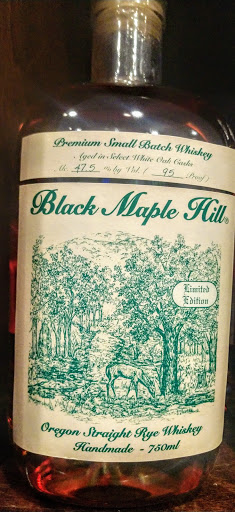 Premium Small Batch Whiskey
Aged in Select White Oak Casks
Alc. 47.5 % by Vol. ( 95 Proof )
Black Maple Hill®
Limited
Edition
Oregon Straight Rye Whiskey
Handmade - 750ml